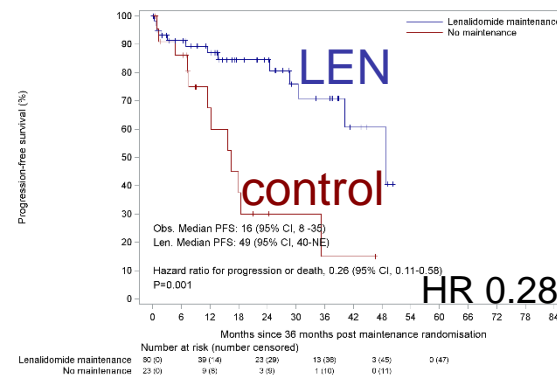 Lenalidomide maintenance
No maintenance
LEN
control
Progression-free survival (%)
100
90
80
70
60
50
40
30
20
10
0
Obs. Median PFS: 16 (95% CI, 8 -35)
Len. Median PFS: 49 (95% CI, 40-NE)
Hazard ratio for progression or death, 0.26 (95% CI, 0.11-0.58)
P=0.001
HR 0.28
0 6 12 18 24 30 36 42 48 54 60 66 72 78 84
Months since 36 months post maintenance randomisation
Number at risk (number censored)
Lenalidomide maintenance 80 (0) 39 (14) 23 (29) 13 (38) 3 (45) 0 (47)
No maintenance 23 (0) 9 (8) 3 (9) 1 (10) 0 (11)